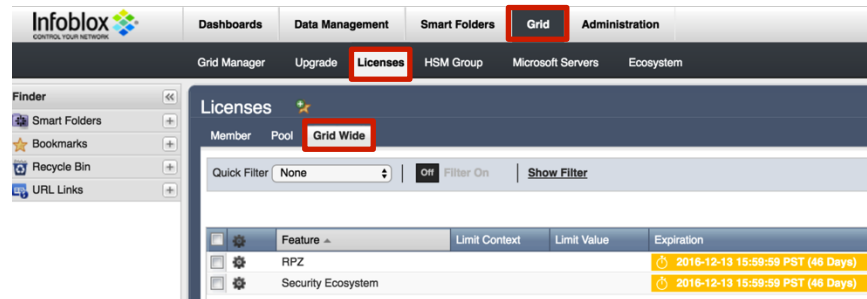 Infoblox
CONTROL YOUR NETWORK
Dashboards Data Management Smart Folders Grid Administration
Grid Manager Upgrade Licenses HSM Group Microsoft Servers Ecosystem
Finder
Smart Folders
Bookmarks
Recycle Bin
URL Links
Licenses
Member Pool Grid Wide
Quick Filter None Off Filter On Show Filter
Feature Limit Context Limit Value Expiration
RPZ 2016-12-13 15:59:59 PST (46 Days)
Security Ecosystem 2016-12-13 15:59:59 PST (46 Days)